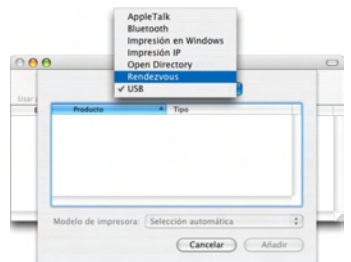 AppleTalk
Bluetooth
Impresión en Windows
Impresión IP
Open Directory
Rendezvous
✓ USB
Usar
Producto Tipo
Modelo de impresora: Selección automática
Cancelar Añadir